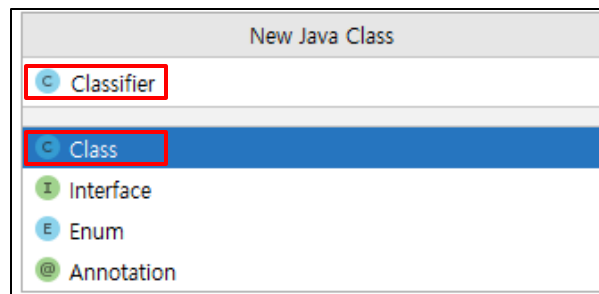 New Java Class
C Classifier
C Class
I Interface
E Enum
@ Annotation